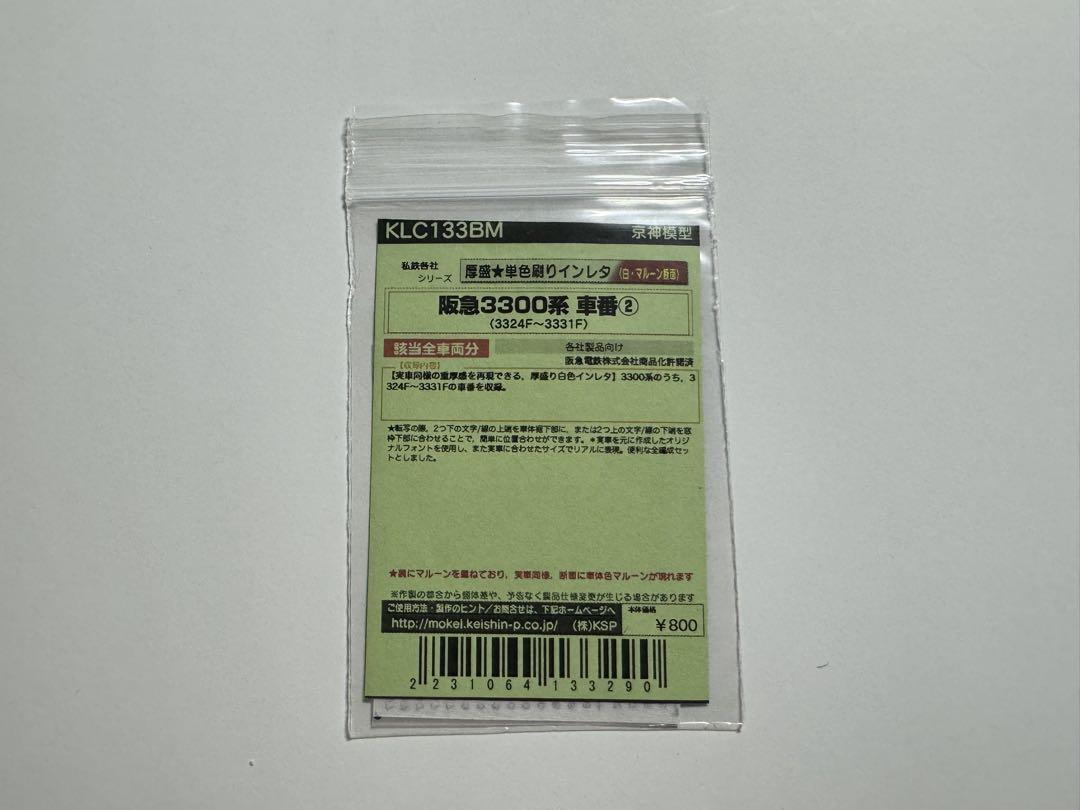 KLC133BM
京神模型
私鉄各社
シリーズ
厚盛★単色刷りインレタ
(白・マルーン断面)
阪急3300系 車番②
(3324F～3331F)
該当全車両分
各社製品向け
阪急電鉄株式会社商品化許諾済
【収録内容】
【実車同様の重厚感を再現できる、厚盛り白色インレタ】3300系のうち、3
324F～3331Fの車番を収録。
★転写の際、2つ下の文字/線の上端を車体裾下部に、または2つ上の文字/線の下端を窓
枠下部に合わせることで、簡単に位置合わせができます。＊実車を元に作成したオリジ
ナルフォントを使用し、また実車に合わせたサイズでリアルに表現。便利な全編成セッ
トとしました。
★裏にマルーンを重ねており、実車同様、断面に車体色マルーンが現れます
※作製の都合から個体差や、予告なく製品仕様変更が生じる場合があります
ご使用方法・製作のヒント/お問合せは、下記ホームページへ
http://mokei.keishin-p.co.jp/ (株)KSP
本体価格
￥800
2231064133290